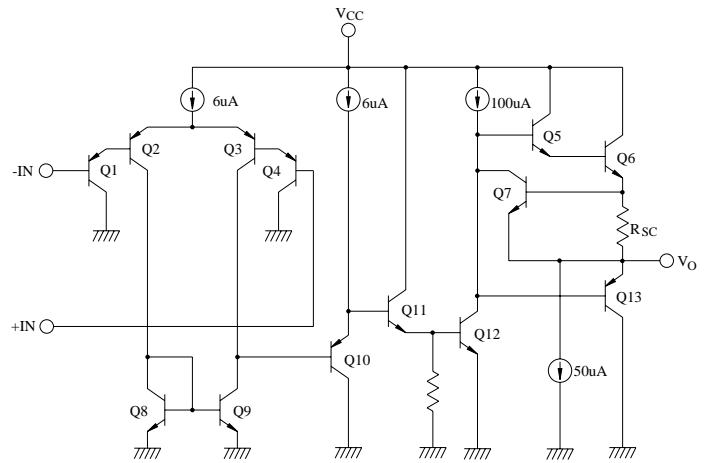 VCC
6uA
6uA
100uA
Q5
Q2
Q3
Q6
Q1
Q4
Q7
-IN
RSC
VO
Q11
Q13
+IN
Q12
Q10
50uA
Q8
Q9